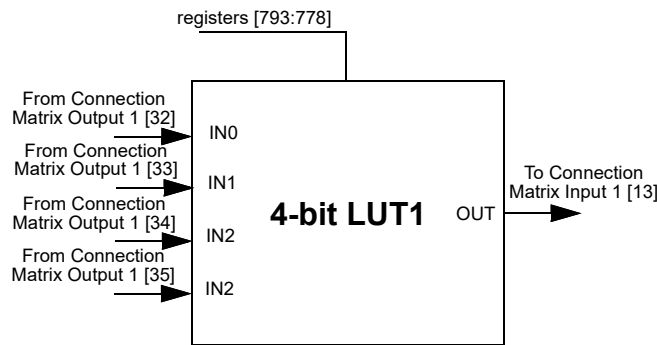 registers [793:778]
From Connection
Matrix Output 1 [32]
IN0
From Connection
Matrix Output 1 [33]
IN1
To Connection
Matrix Input 1 [13]
4-bit LUT1
OUT
From Connection
Matrix Output 1 [34]
IN2
From Connection
Matrix Output 1 [35]
IN2